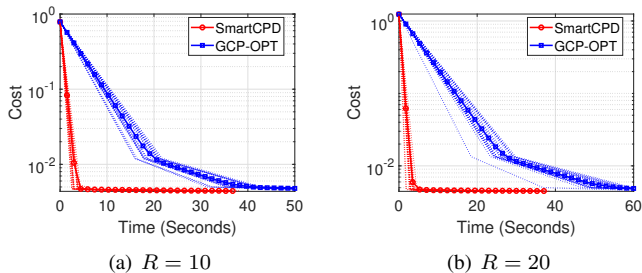 SmartCPD
GCP-OPT
10^0
10^-1
10^-2
Cost
0 10 20 30 40 50
Time (Seconds)
(a) R = 10
SmartCPD
GCP-OPT
10^0
10^-2
Cost
0 20 40 60
Time (Seconds)
(b) R = 20